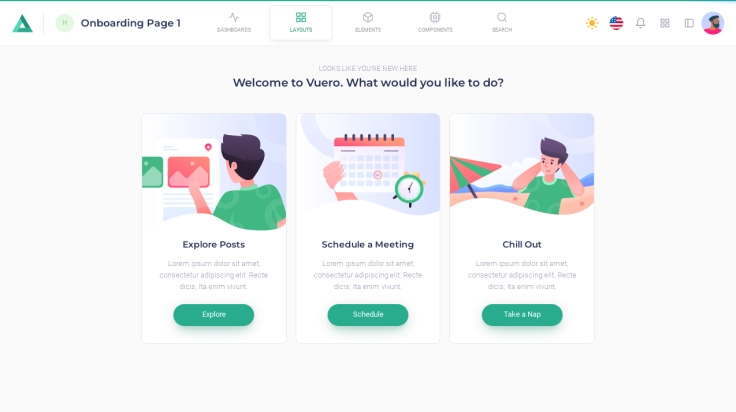 H
Onboarding Page 1
DASHBOARDS
LAYOUTS
ELEMENTS
COMPONENTS
SEARCH
LOOKS LIKE YOU'RE NEW HERE
Welcome to Vuero. What would you like to do?
Explore Posts
Lorem ipsum dolor sit amet,
consectetur adipiscing elit. Recte
dicis; Ita enim vivunt.
Explore
Schedule a Meeting
Lorem ipsum dolor sit amet,
consectetur adipiscing elit. Recte
dicis; Ita enim vivunt.
Schedule
Chill Out
Lorem ipsum dolor sit amet,
consectetur adipiscing elit. Recte
dicis; Ita enim vivunt.
Take a Nap